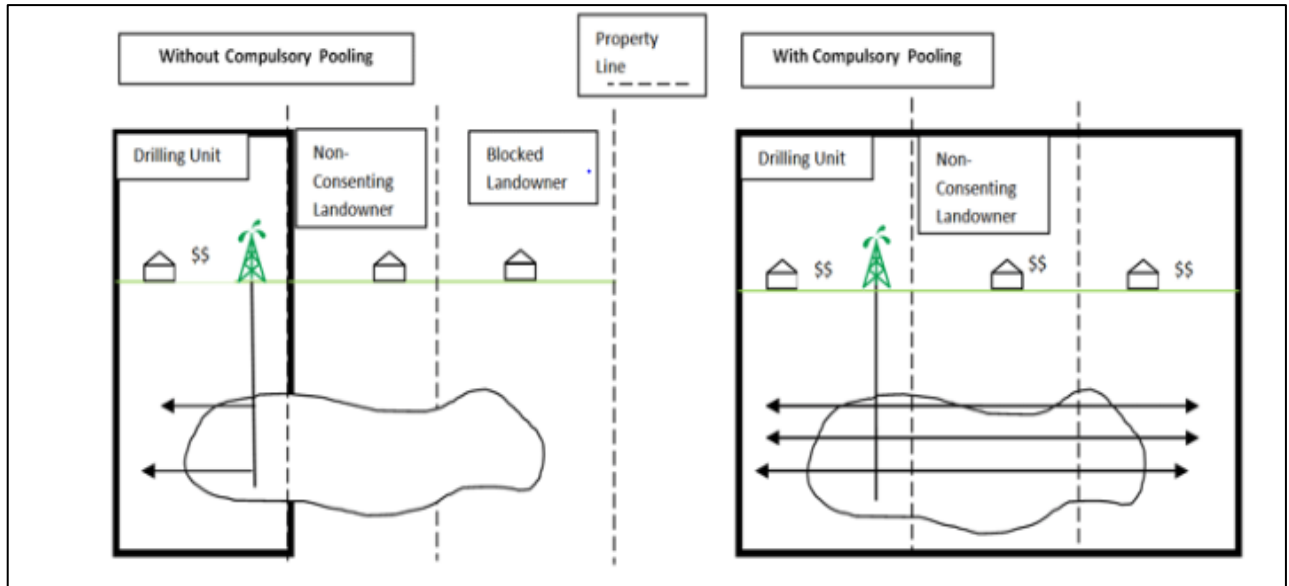 Without Compulsory Pooling
Property
Line
With Compulsory Pooling
Drilling Unit
Non-
Consenting
Landowner
Blocked
Landowner
$$
Drilling Unit
Non-
Consenting
Landowner
$$
$$
$$